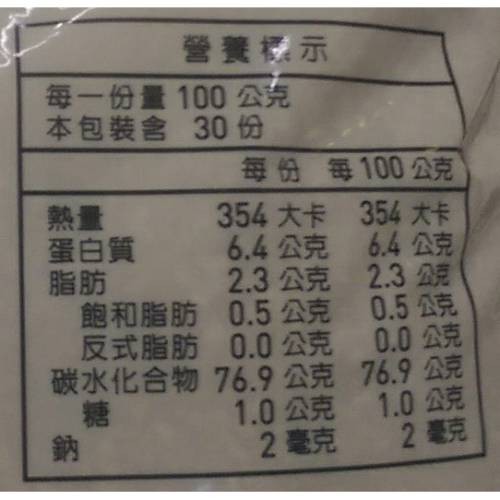 營養標示
每一份量 100 公克
本包裝含 30 份
每份 每100公克
熱量 354 大卡 354 大卡
蛋白質 6.4 公克 6.4 公克
脂肪 2.3 公克 2.3 公克
飽和脂肪 0.5 公克 0.5 公克
反式脂肪 0.0 公克 0.0 公克
碳水化合物 76.9 公克 76.9 公克
糖 1.0 公克 1.0 公克
鈉 2 毫克 2 毫克